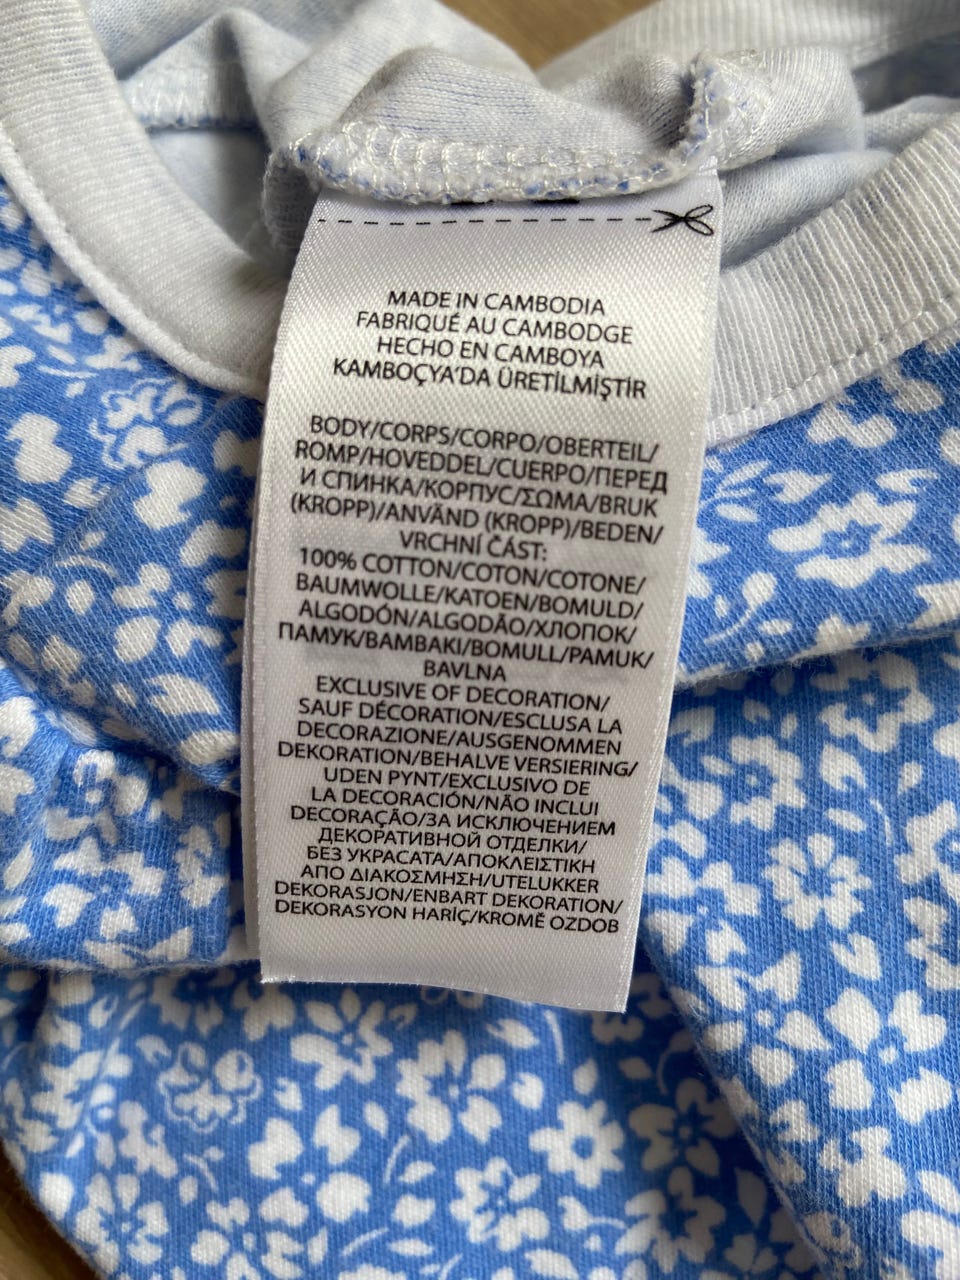 MADE IN CAMBODIA
FABRIQUÉ AU CAMBODGE
HECHO EN CAMBOYA
KAMBOÇYA'DA ÜRETİLMİŞTİR
BODY/CORPS/CORPO/OBERTEIL/
ROMP/HOVEDDEL/CUERPO/ПЕРЕД
И СПИНКА/КОРПУС/ΣΩΜΑ/BRUK
(KROPP)/ANVÄND (KROPP)/BEDEN/
VRCHNÍ ČÁST:
100% COTTON/COTON/COTONE/
BAUMWOLLE/KATOEN/BOMULD/
ALGODÓN/ALGODÃO/ХЛОПОК/
ПАМУК/ΒΑΜΒΑΚΙ/BOMULL/PAMUK/
BAVLNA
EXCLUSIVE OF DECORATION/
SAUF DÉCORATION/ESCLUSA LA
DECORAZIONE/AUSGENOMMEN
DEKORATION/BEHALVE VERSIERING/
UDEN PYNT/EXCLUSIVO DE
LA DECORACIÓN/NÃO INCLUI
DECORAÇÃO/ЗА ИСКЛЮЧЕНИЕМ
ДЕКОРАТИВНОЙ ОТДЕЛКИ/
БЕЗ УКРАСАТА/ΑΠΟΚΛΕΙΣΤΙΚΗ
ΑΠΟ ΔΙΑΚΟΣΜΗΣΗ/UTELUKKER
DEKORASJON/ENBART DEKORATION/
DEKORASYON HARİÇ/KROMĚ OZDOB